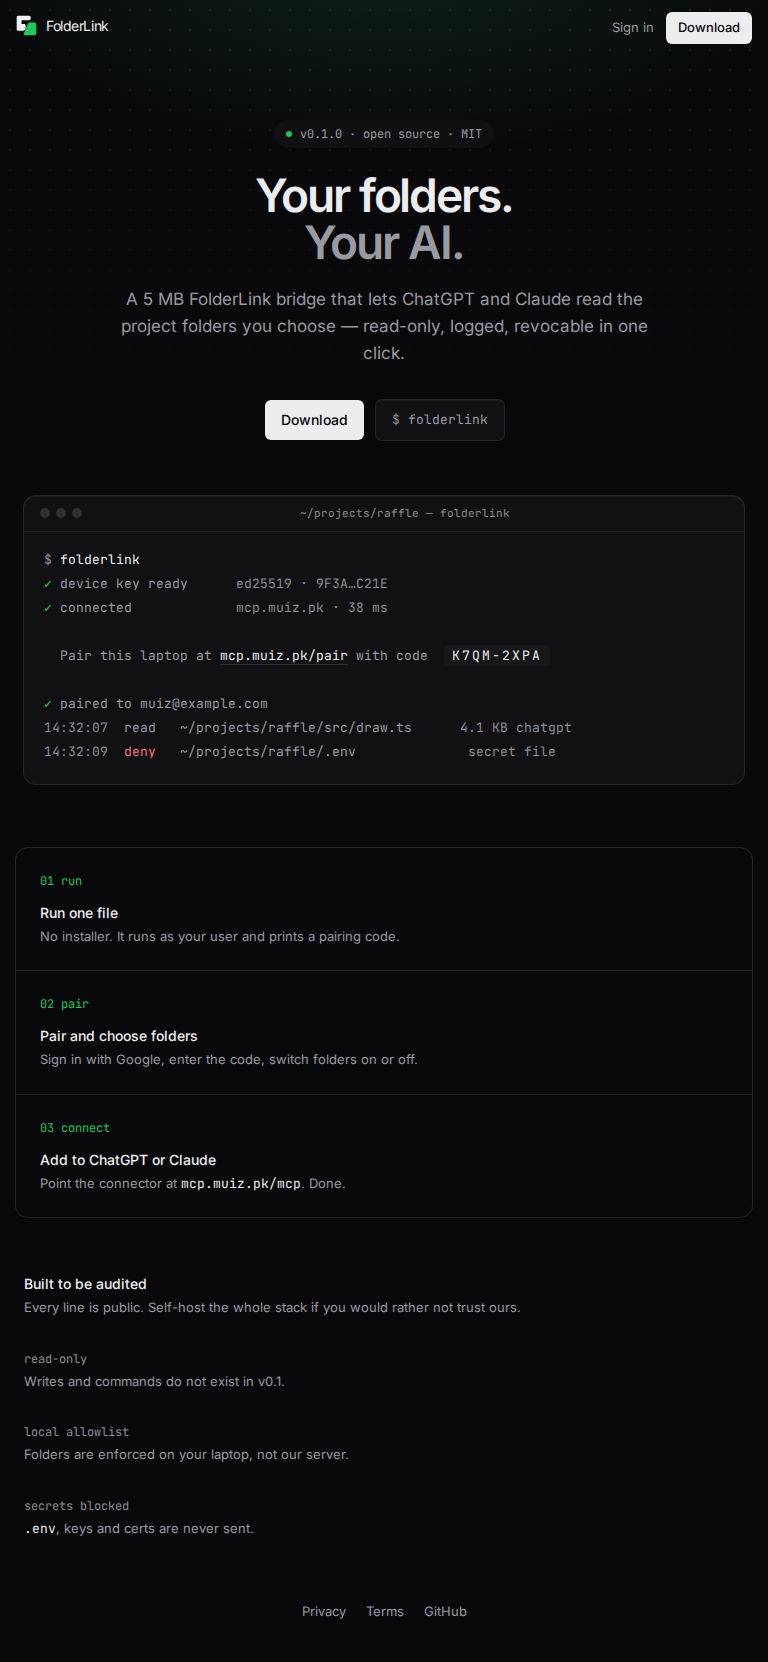 FolderLink
Sign in
Download
v0.1.0 · open source · MIT
Your folders.
Your AI.
A 5 MB FolderLink bridge that lets ChatGPT and Claude read the
project folders you choose — read-only, logged, revocable in one
click.
Download
$ folderlink
~/projects/raffle — folderlink
$ folderlink
✓ device key ready ed25519 · 9F3A…C21E
✓ connected mcp.muiz.pk · 38 ms
Pair this laptop at mcp.muiz.pk/pair with code K7QM-2XPA
✓ paired to muiz@example.com
14:32:07 read ~/projects/raffle/src/draw.ts 4.1 KB chatgpt
14:32:09 deny ~/projects/raffle/.env secret file
01 run
Run one file
No installer. It runs as your user and prints a pairing code.
02 pair
Pair and choose folders
Sign in with Google, enter the code, switch folders on or off.
03 connect
Add to ChatGPT or Claude
Point the connector at mcp.muiz.pk/mcp. Done.
Built to be audited
Every line is public. Self-host the whole stack if you would rather not trust ours.
read-only
Writes and commands do not exist in v0.1.
local allowlist
Folders are enforced on your laptop, not our server.
secrets blocked
.env, keys and certs are never sent.
Privacy Terms GitHub